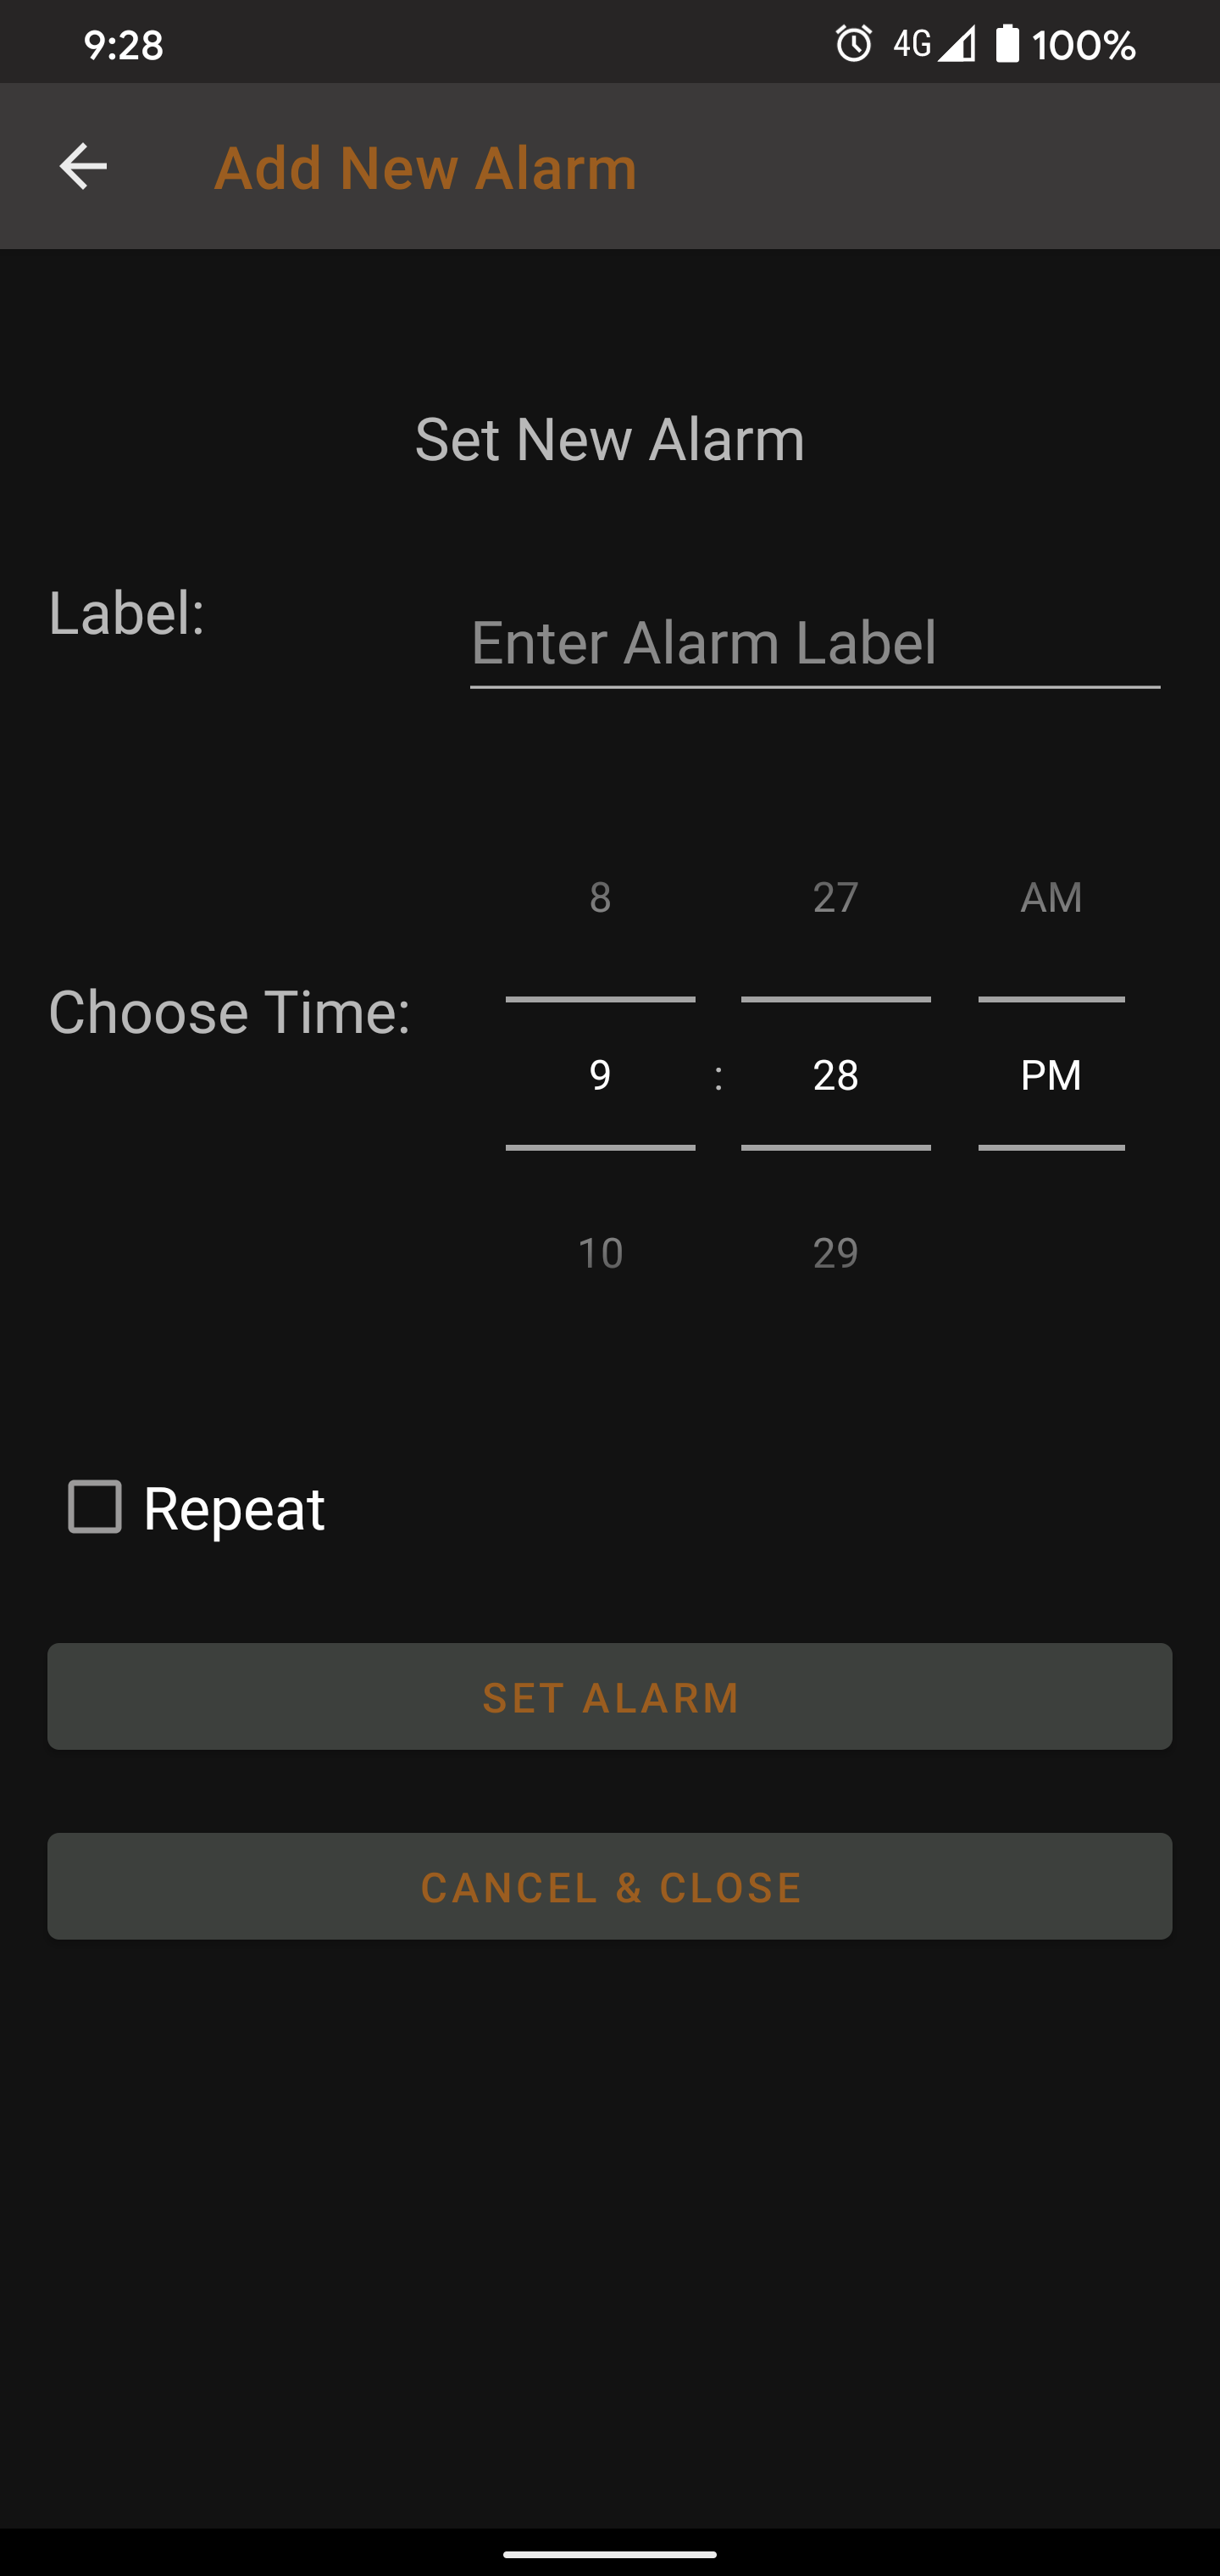 9:28 4G 100%
Add New Alarm
Set New Alarm
Label:
Enter Alarm Label
8 27 AM
Choose Time:
9 : 28 PM
10 29
Repeat
SET ALARM
CANCEL & CLOSE